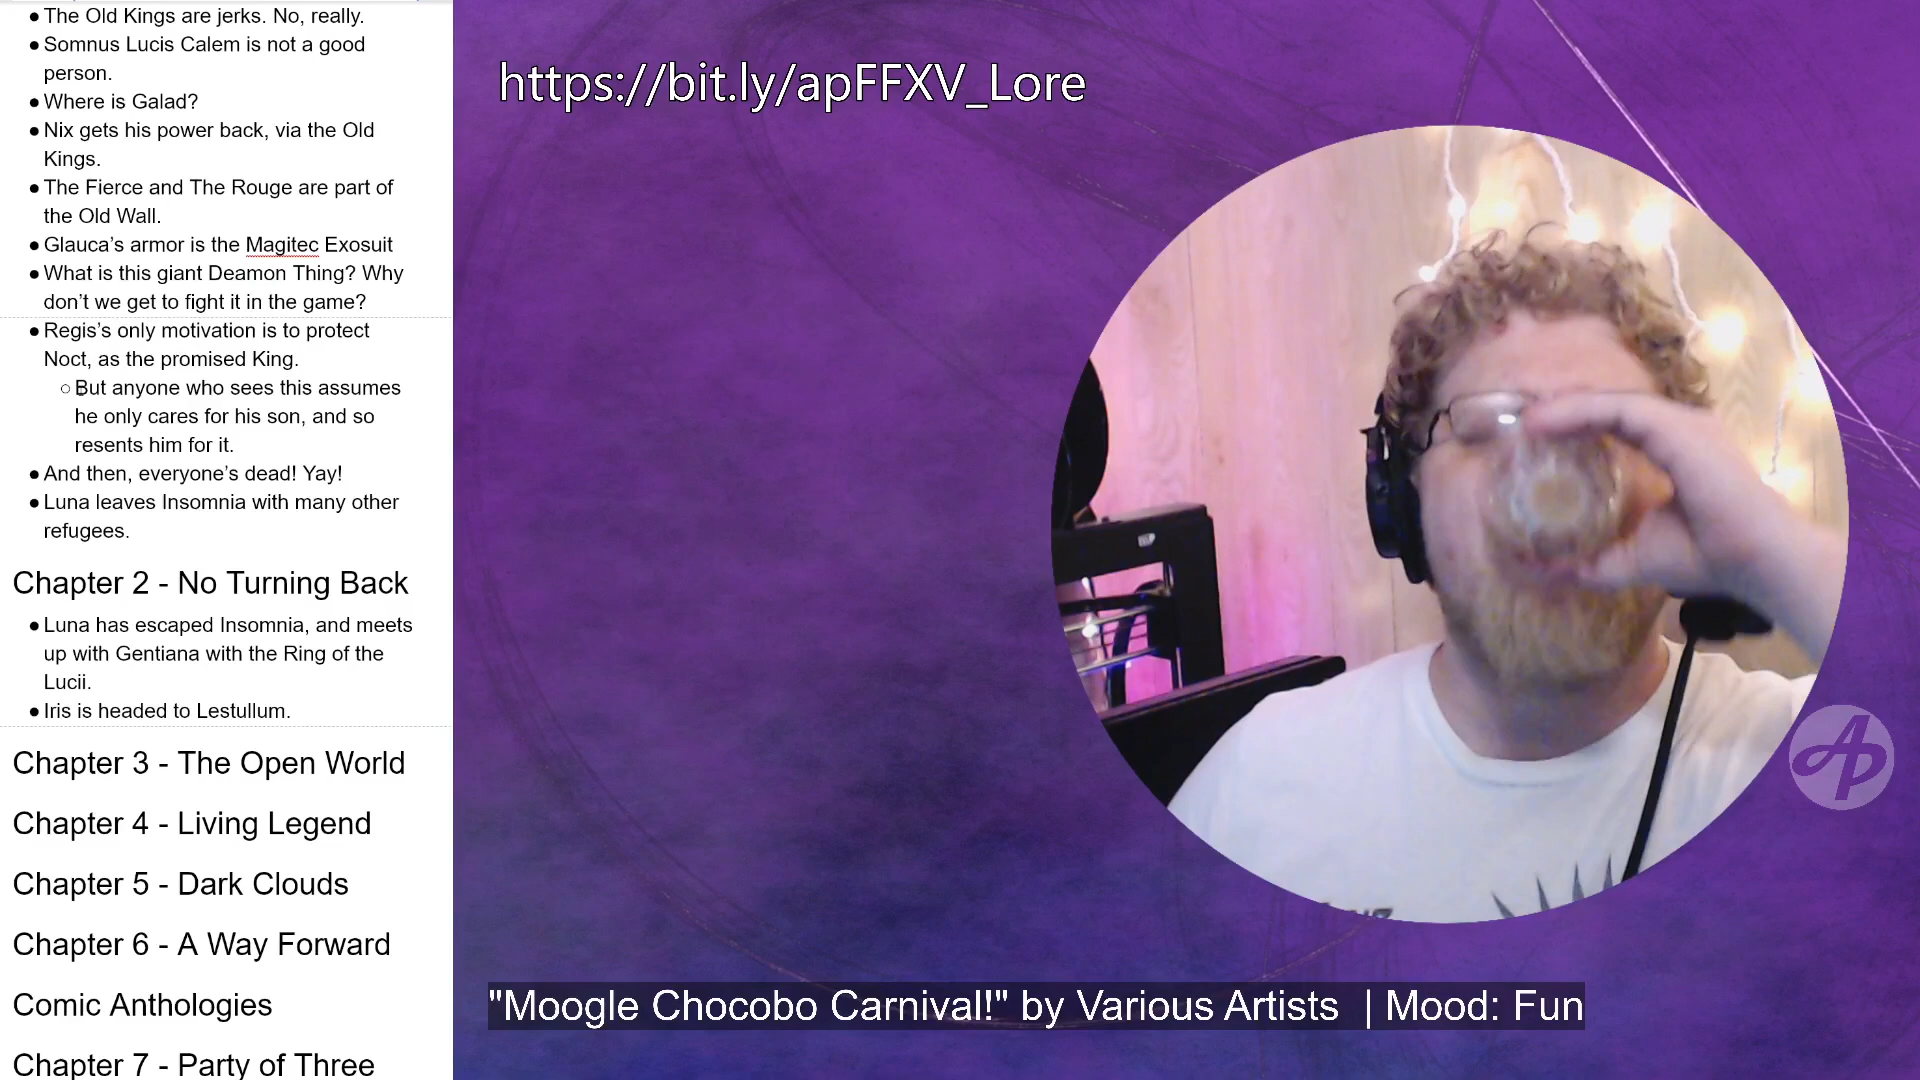 ● The Old Kings are jerks. No, really.
● Somnus Lucis Calem is not a good
person.
● Where is Galad?
● Nix gets his power back, via the Old
Kings.
● The Fierce and The Rouge are part of
the Old Wall.
● Glauca’s armor is the Magitec Exosuit
● What is this giant Deamon Thing? Why
don’t we get to fight it in the game?
● Regis’s only motivation is to protect
Noct, as the promised King.
○ But anyone who sees this assumes
he only cares for his son, and so
resents him for it.
● And then, everyone’s dead! Yay!
● Luna leaves Insomnia with many other
refugees.
Chapter 2 - No Turning Back
● Luna has escaped Insomnia, and meets
up with Gentiana with the Ring of the
Lucii.
● Iris is headed to Lestullum.
Chapter 3 - The Open World
Chapter 4 - Living Legend
Chapter 5 - Dark Clouds
Chapter 6 - A Way Forward
Comic Anthologies
Chapter 7 - Party of Three
https://bit.ly/apFFXV_Lore
AP
"Moogle Chocobo Carnival!" by Various Artists | Mood: Fun